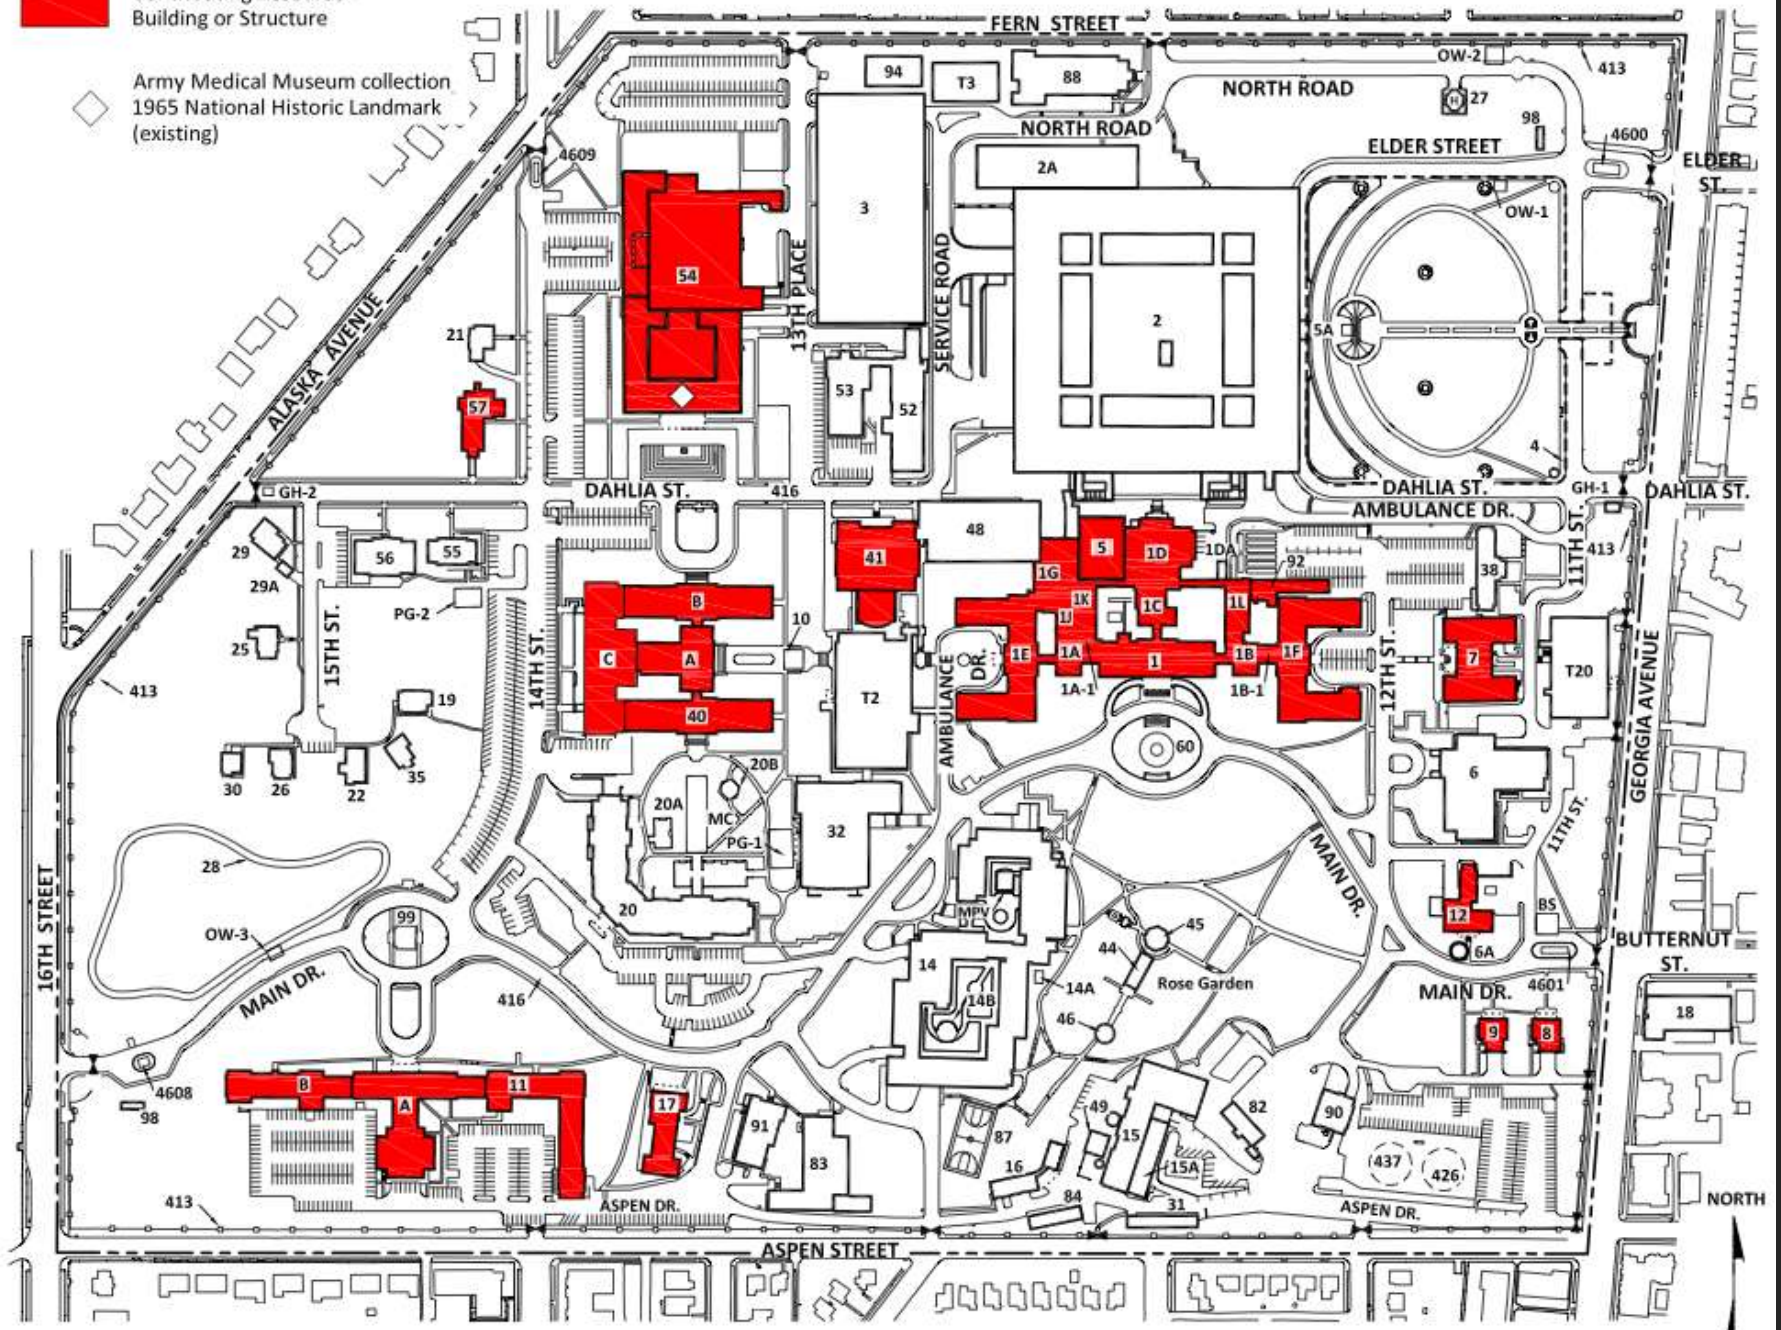 Building or Structure
Army Medical Museum collection
1965 National Historic Landmark
(existing)
FERN STREET
94
T3
88
OW-2
413
NORTH ROAD
27
NORTH ROAD
98
4600
4609
2A
ELDER STREET
ELDER
ST.
3
OW-1
54
13TH PLACE
SERVICE ROAD
2
5A
21
ALASKA AVENUE
57
53
52
4
GH-2
DAHLIA ST.
416
DAHLIA ST.
GH-1
DAHLIA ST.
AMBULANCE DR.
29
56
55
41
48
5
1D
1DA
92
38
11TH ST.
413
29A
1G
PG-2
B
10
1K
1J
1C
1L
25
15TH ST.
14TH ST.
C
A
1E
1A
1
1B
1F
12TH ST.
7
T20
GEORGIA AVENUE
413
19
40
T2
AMBULANCE
DR.
1A-1
1B-1
60
30
26
22
35
20B
6
20A
MC
PG-1
32
MAIN DR.
11TH ST.
28
16TH STREET
99
20
MPV
12
BS
OW-3
45
44
6A
BUTTERNUT
ST.
MAIN DR.
416
14
14B
14A
Rose Garden
MAIN DR.
4601
46
9
8
18
4608
98
B
A
11
17
91
83
87
16
49
15
15A
82
90
437
426
413
ASPEN DR.
84
31
ASPEN DR.
NORTH
ASPEN STREET